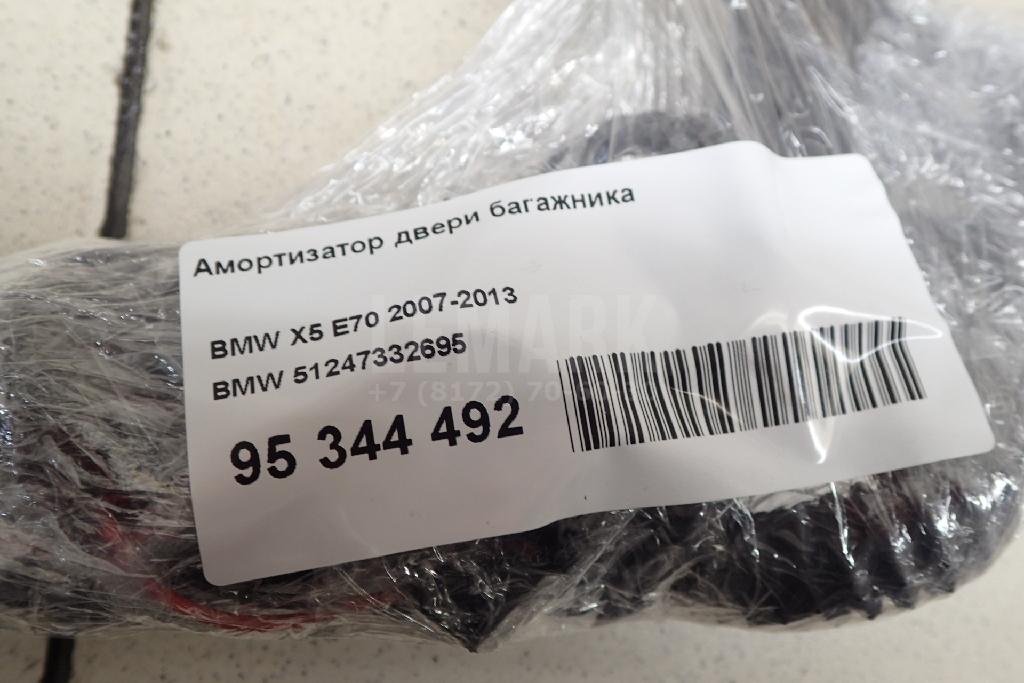 Амортизатор двери багажника
BMW X5 E70 2007-2013
BMW 51247332695
95 344 492